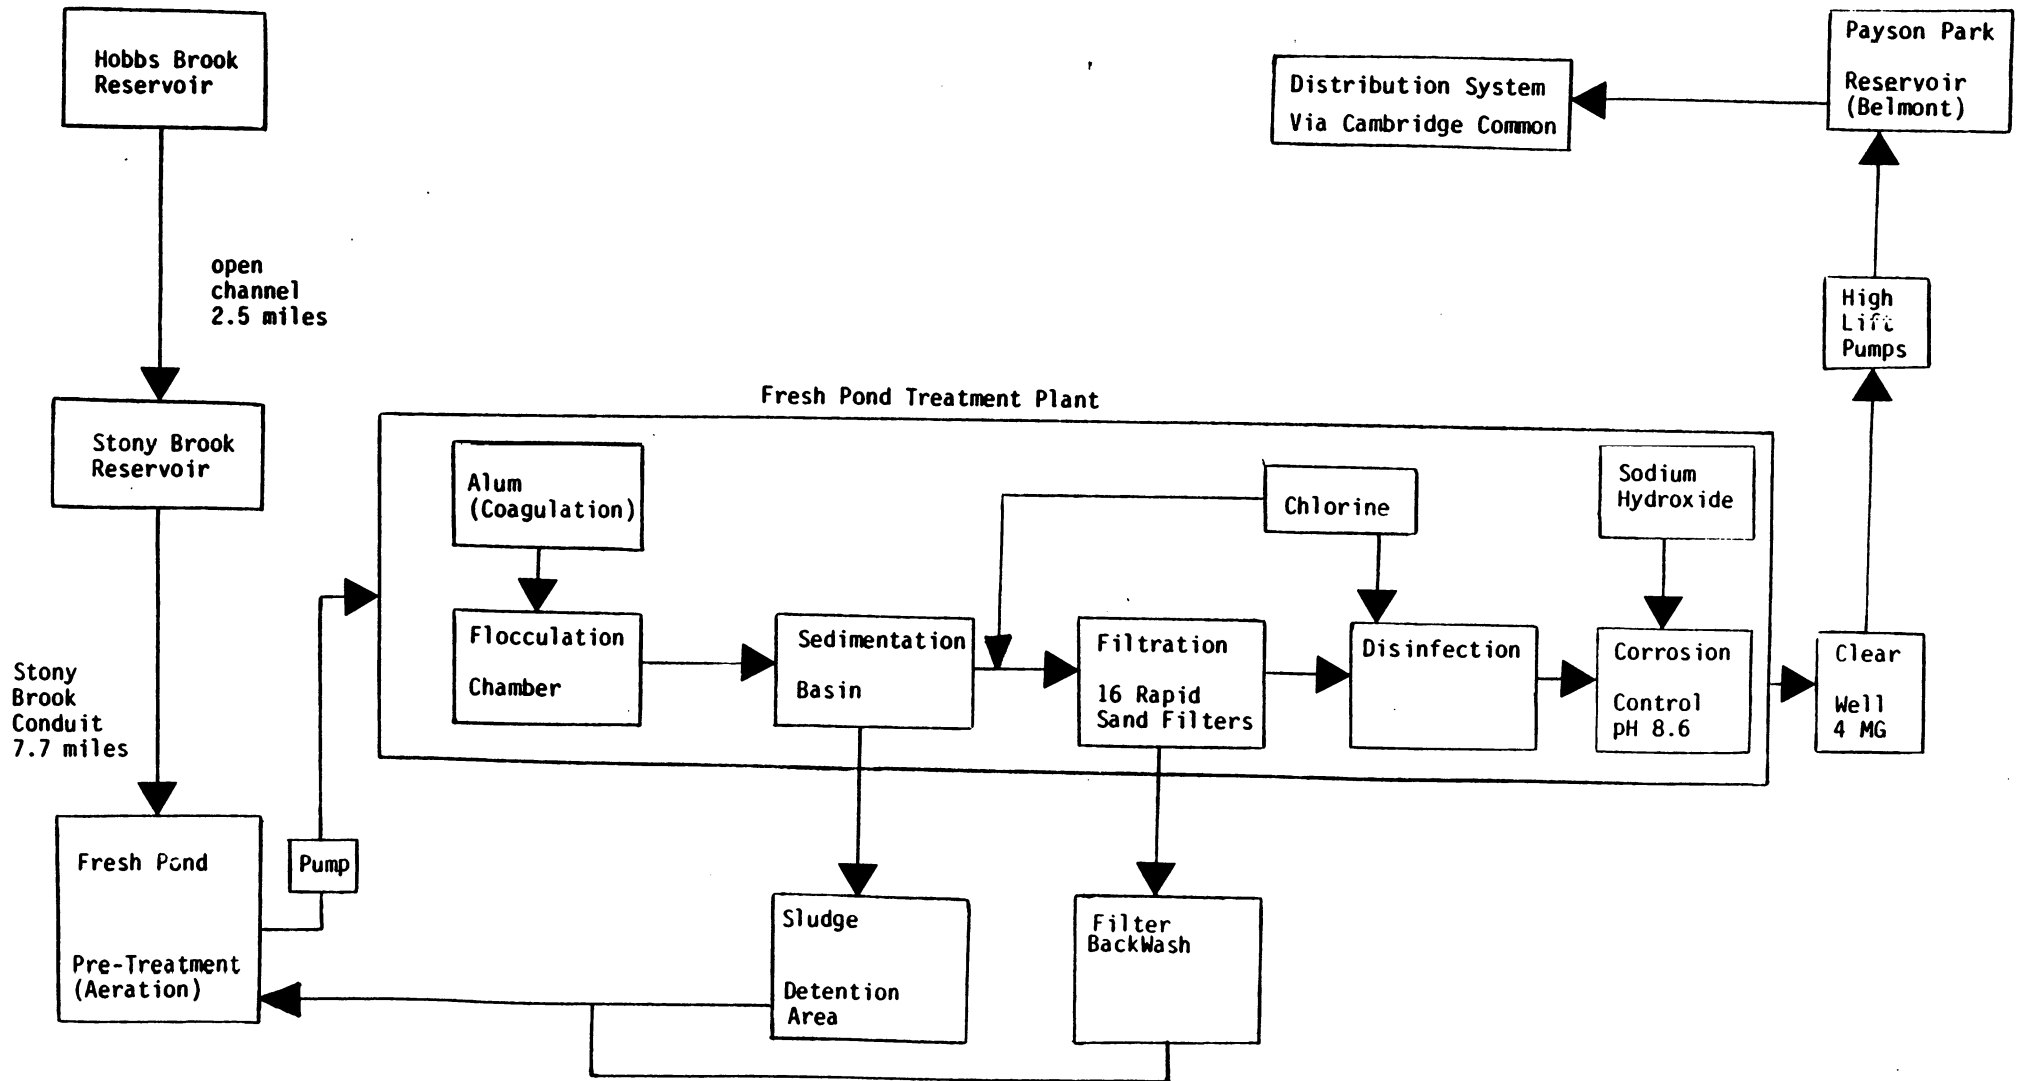 Hobbs Brook
Reservoir
open
channel
2.5 miles
Stony Brook
Reservoir
Stony
Brook
Conduit
7.7 miles
Fresh Pond
Pre-Treatment
(Aeration)
Pump
Fresh Pond Treatment Plant
Alum
(Coagulation)
Flocculation
Chamber
Sedimentation
Basin
Chlorine
Filtration
16 Rapid
Sand Filters
Disinfection
Sodium
Hydroxide
Corrosion
Control
pH 8.6
Sludge
Detention
Area
Filter
BackWash
Clear
Well
4 MG
High
Lift
Pumps
Payson Park
Reservoir
(Belmont)
Distribution System
Via Cambridge Common